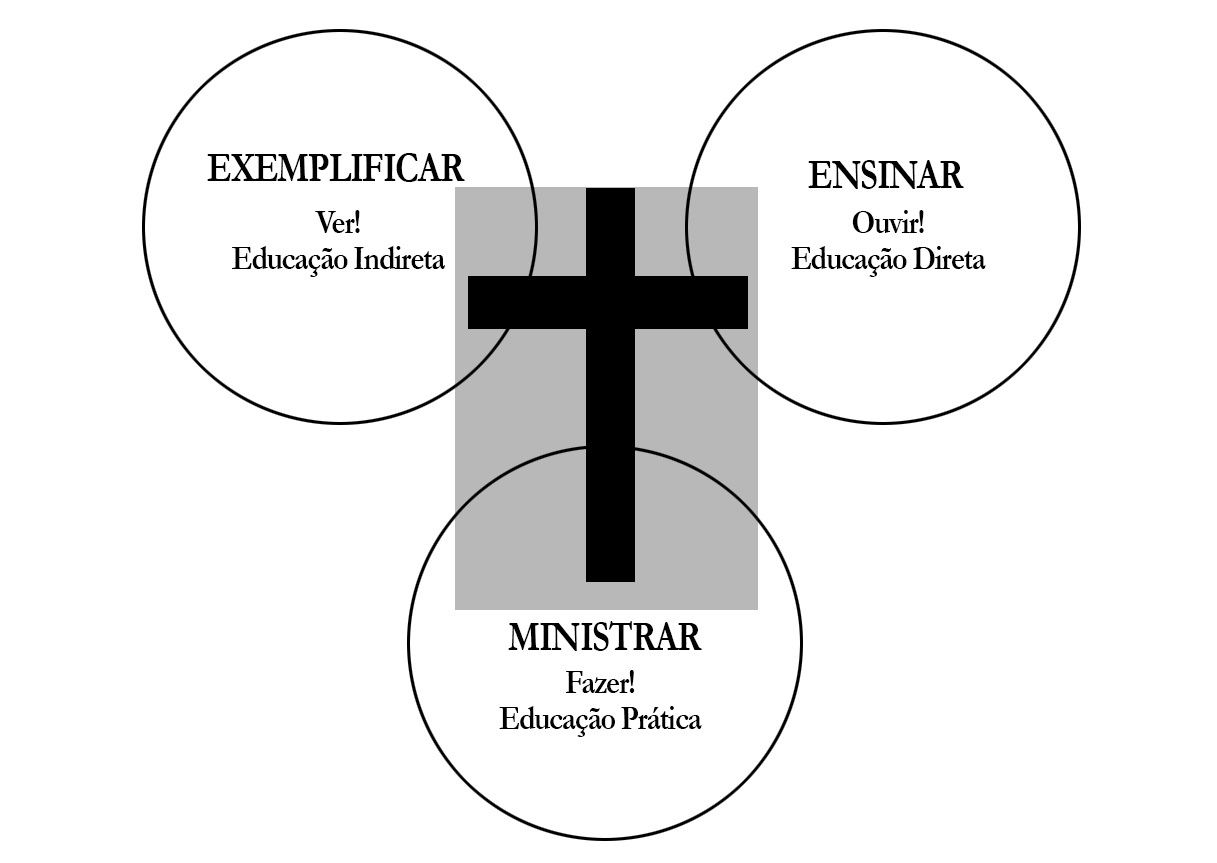 EXEMPLIFICAR
Ver!
Educação Indireta
ENSINAR
Ouvir!
Educação Direta
MINISTRAR
Fazer!
Educação Prática